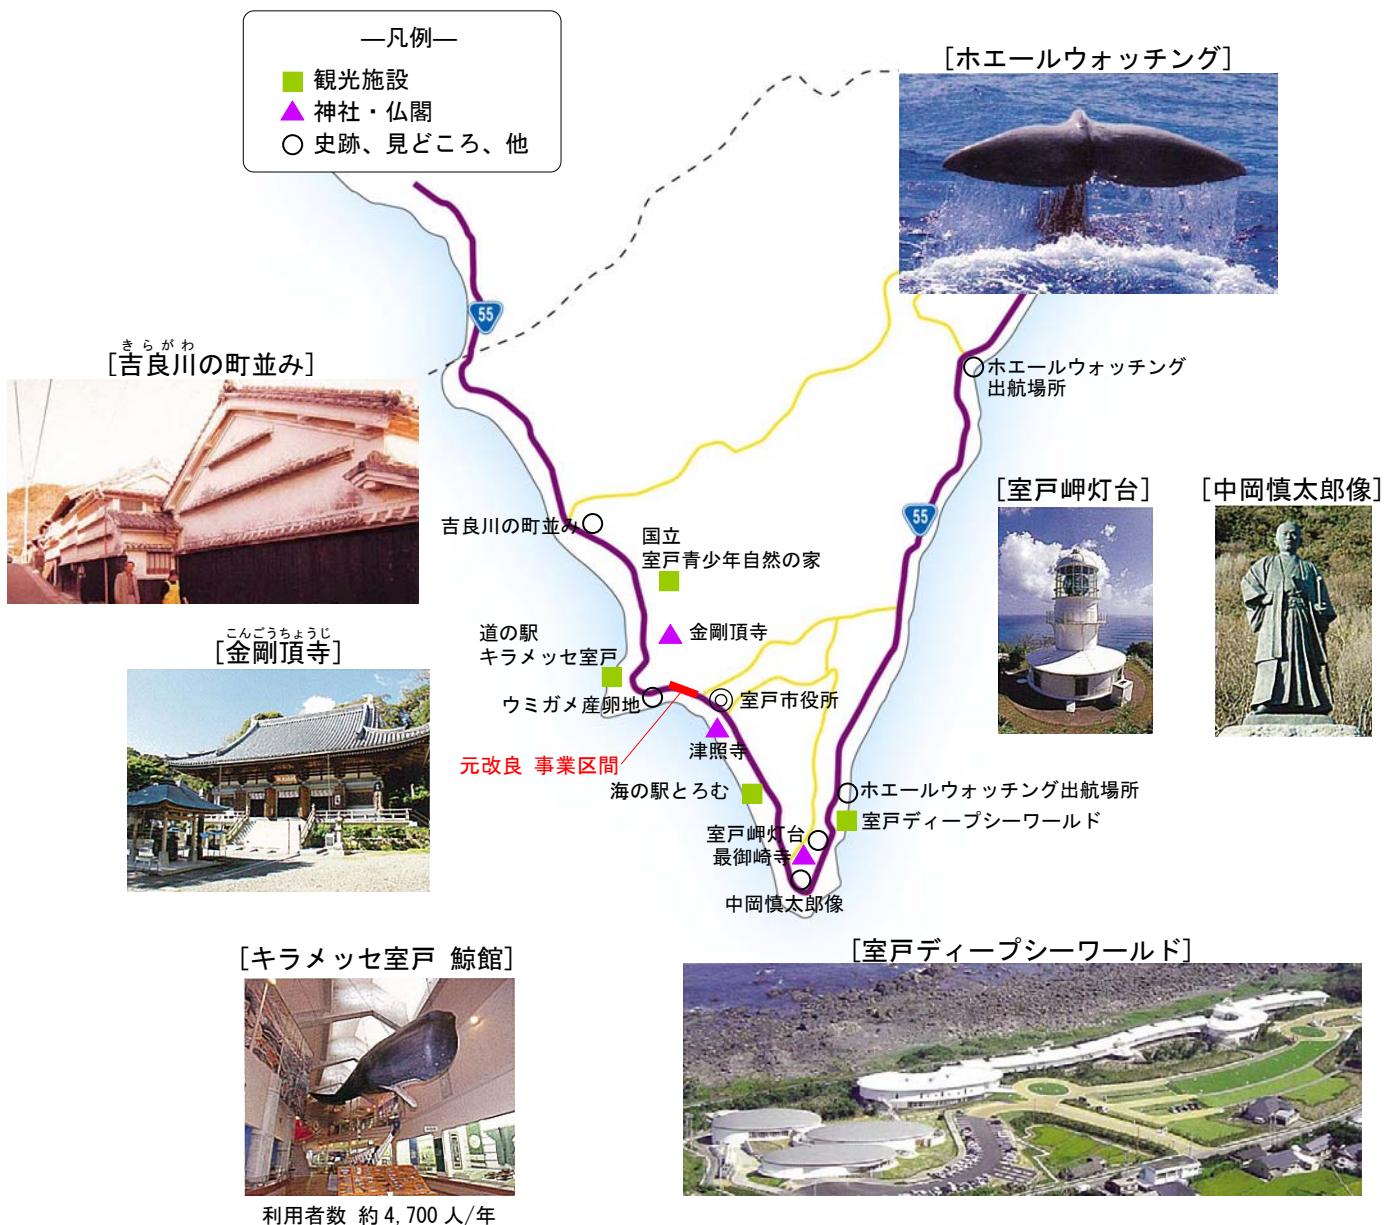 ―凡例―
観光施設
神社・仏閣
史跡、見どころ、他
[ホエールウォッチング]
55
きらがわ
[吉良川の町並み]
ホエールウォッチング
出航場所
[室戸岬灯台]
[中岡慎太郎像]
55
吉良川の町並み
国立
室戸青少年自然の家
こんごうちょうじ
[金剛頂寺]
道の駅
キラメッセ室戸
金剛頂寺
ウミガメ産卵地
室戸市役所
津照寺
元改良 事業区間
海の駅とろむ
ホエールウォッチング出航場所
室戸ディープシーワールド
室戸岬灯台
最御崎寺
中岡慎太郎像
[キラメッセ室戸 鯨館]
[室戸ディープシーワールド]
利用者数 約4,700人/年